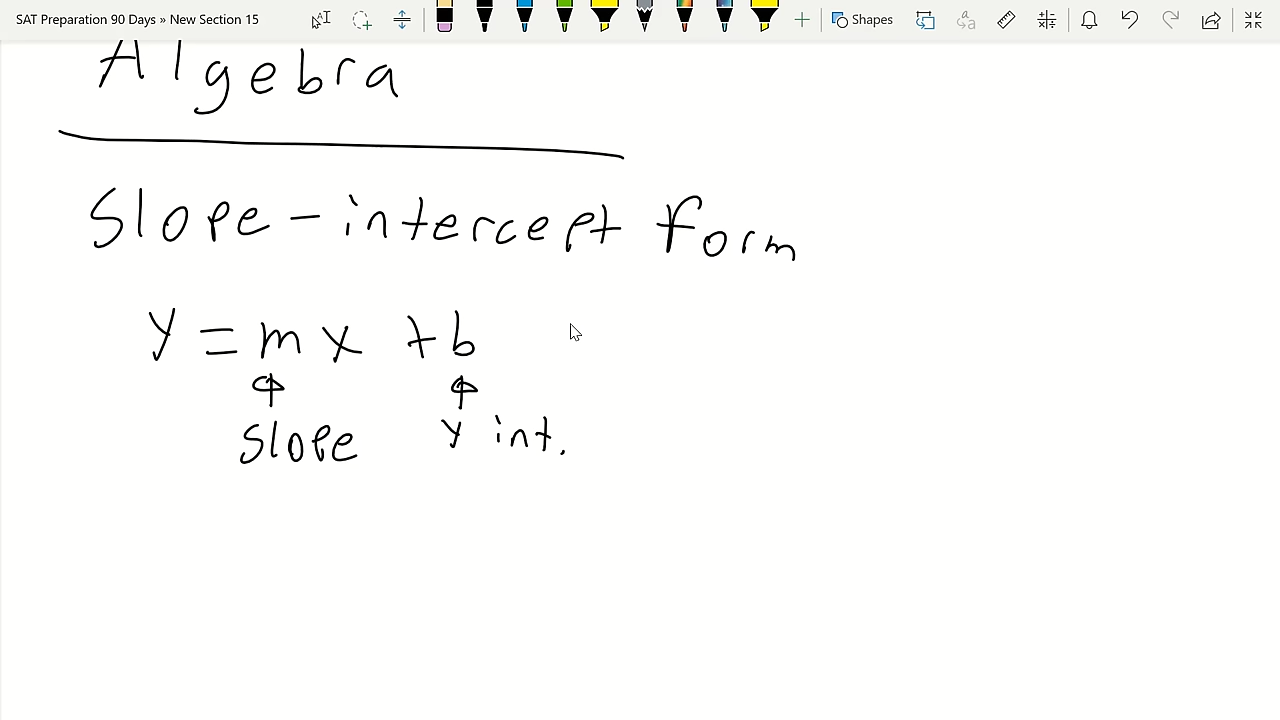 SAT Preparation 90 Days » New Section 15
Shapes
Algebra
Slope-intercept form
y = mx + b
slope y int.